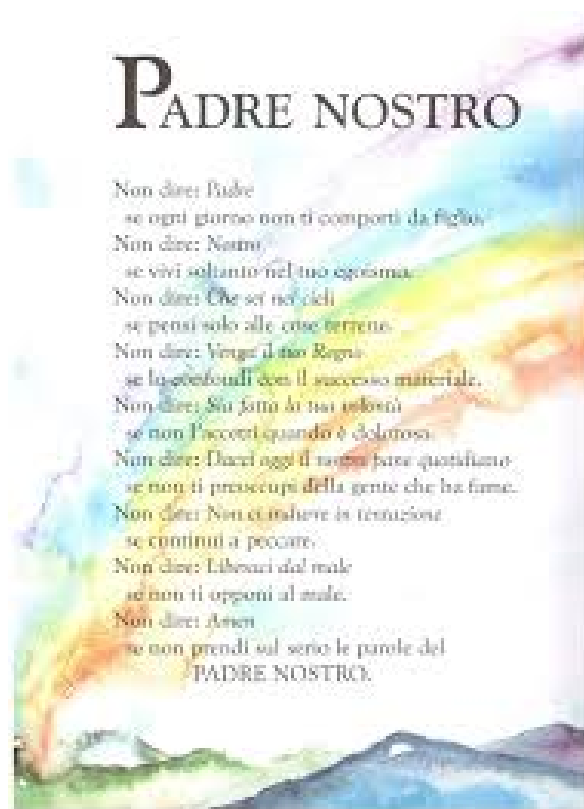 PADRE NOSTRO
Non dire: Padre
se ogni giorno non ti comporti da figlio.
Non dire: Nostro
se vivi soltanto nel tuo egoismo.
Non dire: Che sei nei cieli
se pensi solo alle cose terrene.
Non dire: Venga il tuo Regno
se lo confondi con il successo materiale.
Non dire: Sia fatta la tua volontà
se non l'accetti quando è dolorosa.
Non dire: Dacci oggi il nostro pane quotidiano
se non ti preoccupi della gente che ha fame.
Non dire: Non ci indurre in tentazione
se continui a peccare.
Non dire: Liberaci dal male
se non ti opponi al male.
Non dire: Amen
se non prendi sul serio le parole del
PADRE NOSTRO.